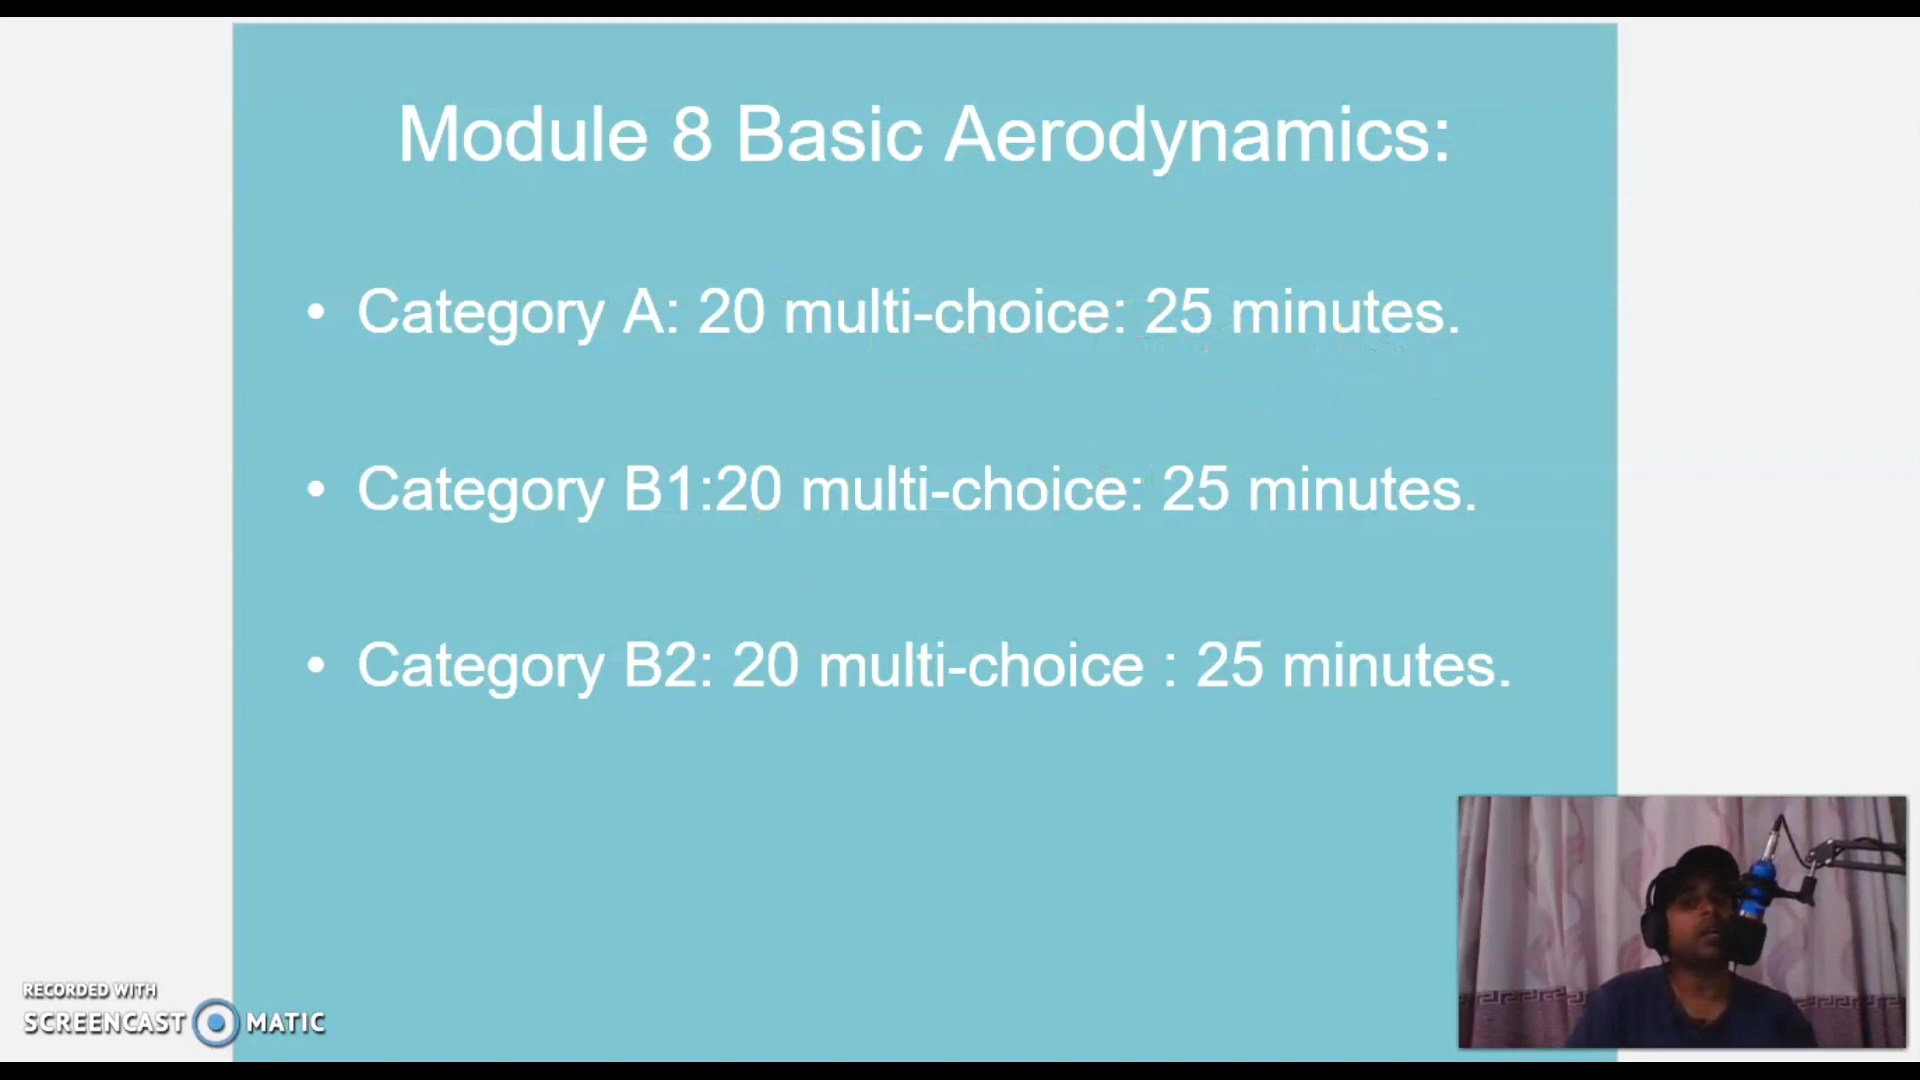 Module 8 Basic Aerodynamics:
• Category A: 20 multi-choice: 25 minutes.
• Category B1:20 multi-choice: 25 minutes.
• Category B2: 20 multi-choice : 25 minutes.
RECORDED WITH
SCREENCAST MATIC